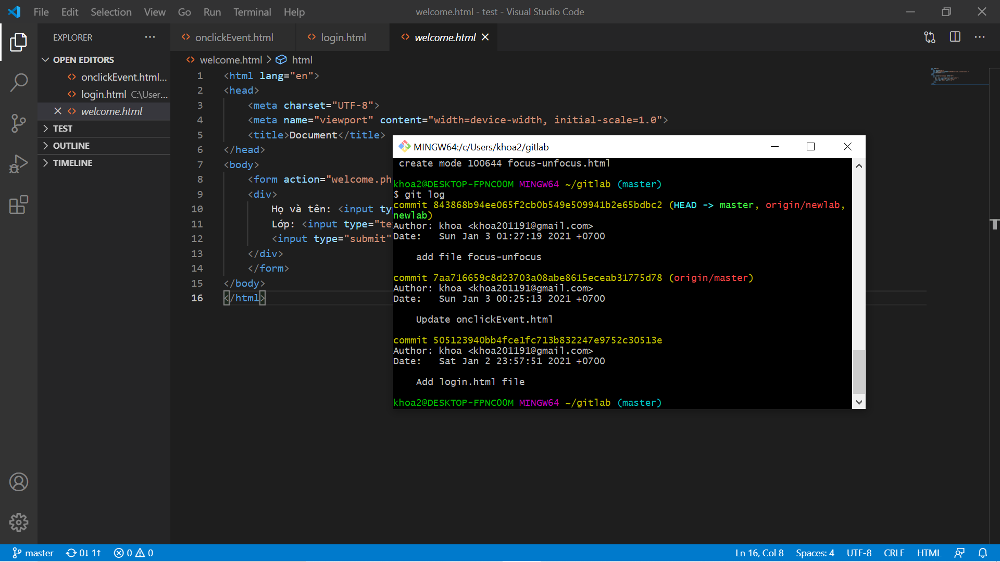 File Edit Selection View Go Run Terminal Help
welcome.html - test - Visual Studio Code
EXPLORER
OPEN EDITORS
onclickEvent.html...
login.html C:\User...
welcome.html
TEST
OUTLINE
TIMELINE
onclickEvent.html login.html welcome.html
welcome.html > html
1 <html lang="en">
2 <head>
3 <meta charset="UTF-8">
4 <meta name="viewport" content="width=device-width, initial-scale=1.0">
5 <title>Document</title>
6 </head>
7 <body>
8 <form action="welcome.ph
9 <div>
10 Họ và tên: <input ty
11 Lớp: <input type="te
12 <input type="submit"
13 </div>
14 </form>
15 </body>
16 </html>
MINGW64:/c/Users/khoa2/gitlab
create mode 100644 focus-unfocus.html
khoa2@DESKTOP-FPNCOOM MINGW64 ~/gitlab (master)
$ git log
commit 843868b94ee065f2cb0b549e509941b2e65bdbc2 (HEAD -> master, origin/newlab,
newlab)
Author: khoa <khoa201191@gmail.com>
Date: Sun Jan 3 01:27:19 2021 +0700
add file focus-unfocus
commit 7aa716659c8d23703a08abe8615eceab31775d78 (origin/master)
Author: khoa <khoa201191@gmail.com>
Date: Sun Jan 3 00:25:13 2021 +0700
Update onclickEvent.html
commit 505123940bb4fce1fc713b832247e9752c30513e
Author: khoa <khoa201191@gmail.com>
Date: Sat Jan 2 23:57:51 2021 +0700
Add login.html file
khoa2@DESKTOP-FPNCOOM MINGW64 ~/gitlab (master)
master 0↓ 1↑ 0 0
Ln 16, Col 8 Spaces: 4 UTF-8 CRLF HTML